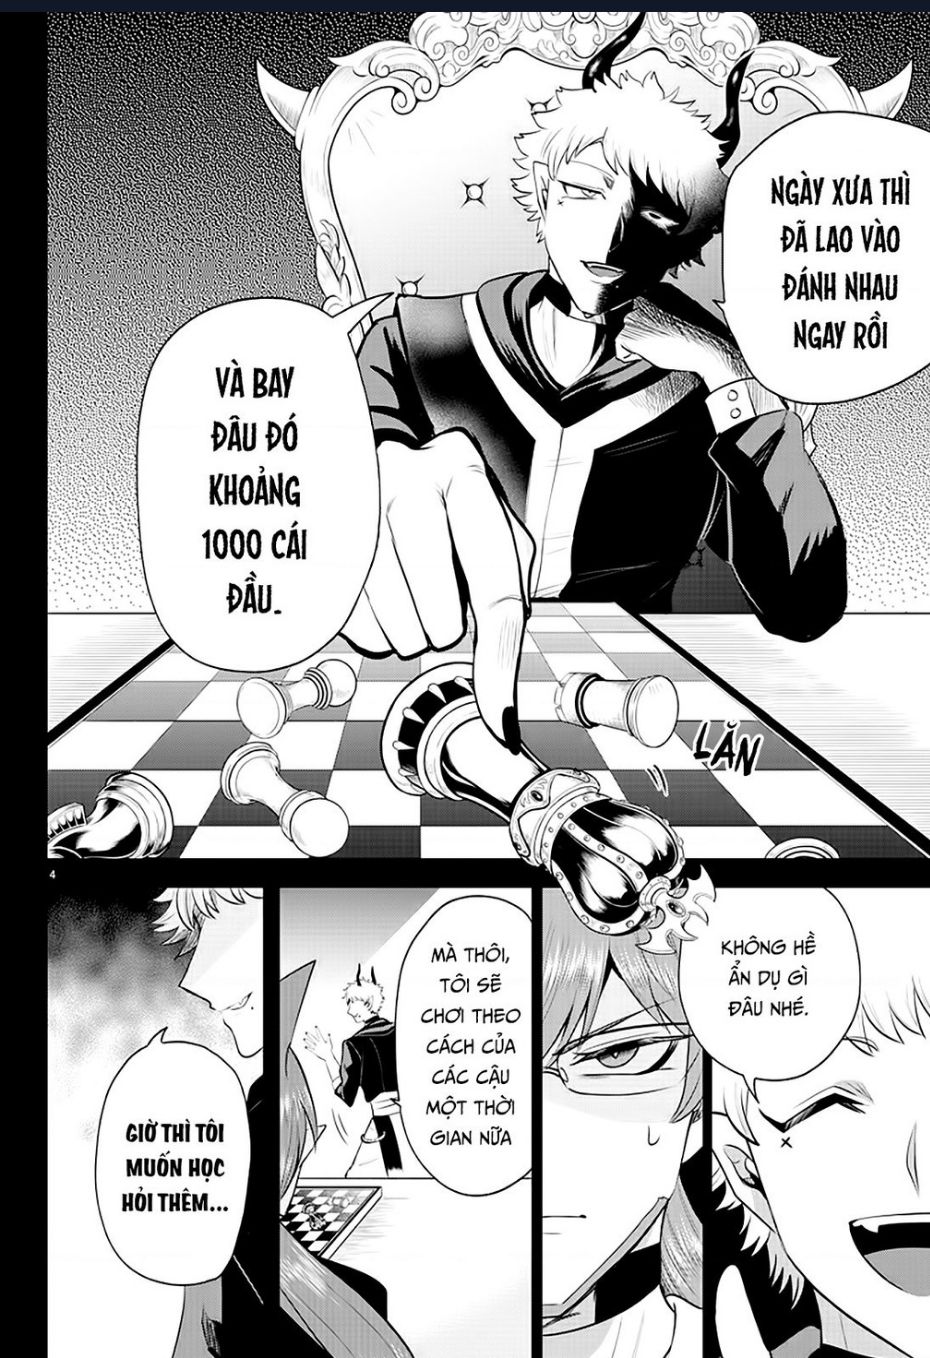 NGÀY XƯA THÌ
ĐÃ LAO VÀO
ĐÁNH NHAU
NGAY RỒI
VÀ BAY
ĐÂU ĐÓ
KHOẢNG
1000 CÁI
ĐẦU.
LĂN
4
KHÔNG HỀ
ẨN DỤ GÌ
ĐÂU NHÉ.
MÀ THÔI,
TÔI SẼ
CHƠI THEO
CÁCH CỦA
CÁC CẬU
MỘT THỜI
GIAN NỮA
GIỜ THÌ TÔI
MUỐN HỌC
HỎI THÊM...